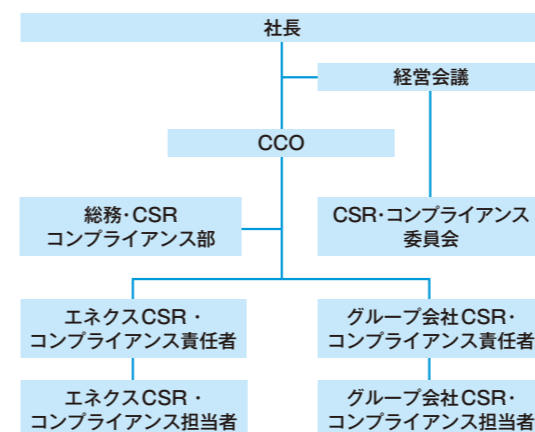 社長
経営会議
CCO
総務・CSR
コンプライアンス部
CSR・コンプライアンス
委員会
エネクスCSR・
コンプライアンス責任者
グループ会社CSR・
コンプライアンス責任者
エネクスCSR・
コンプライアンス担当者
グループ会社CSR・
コンプライアンス担当者